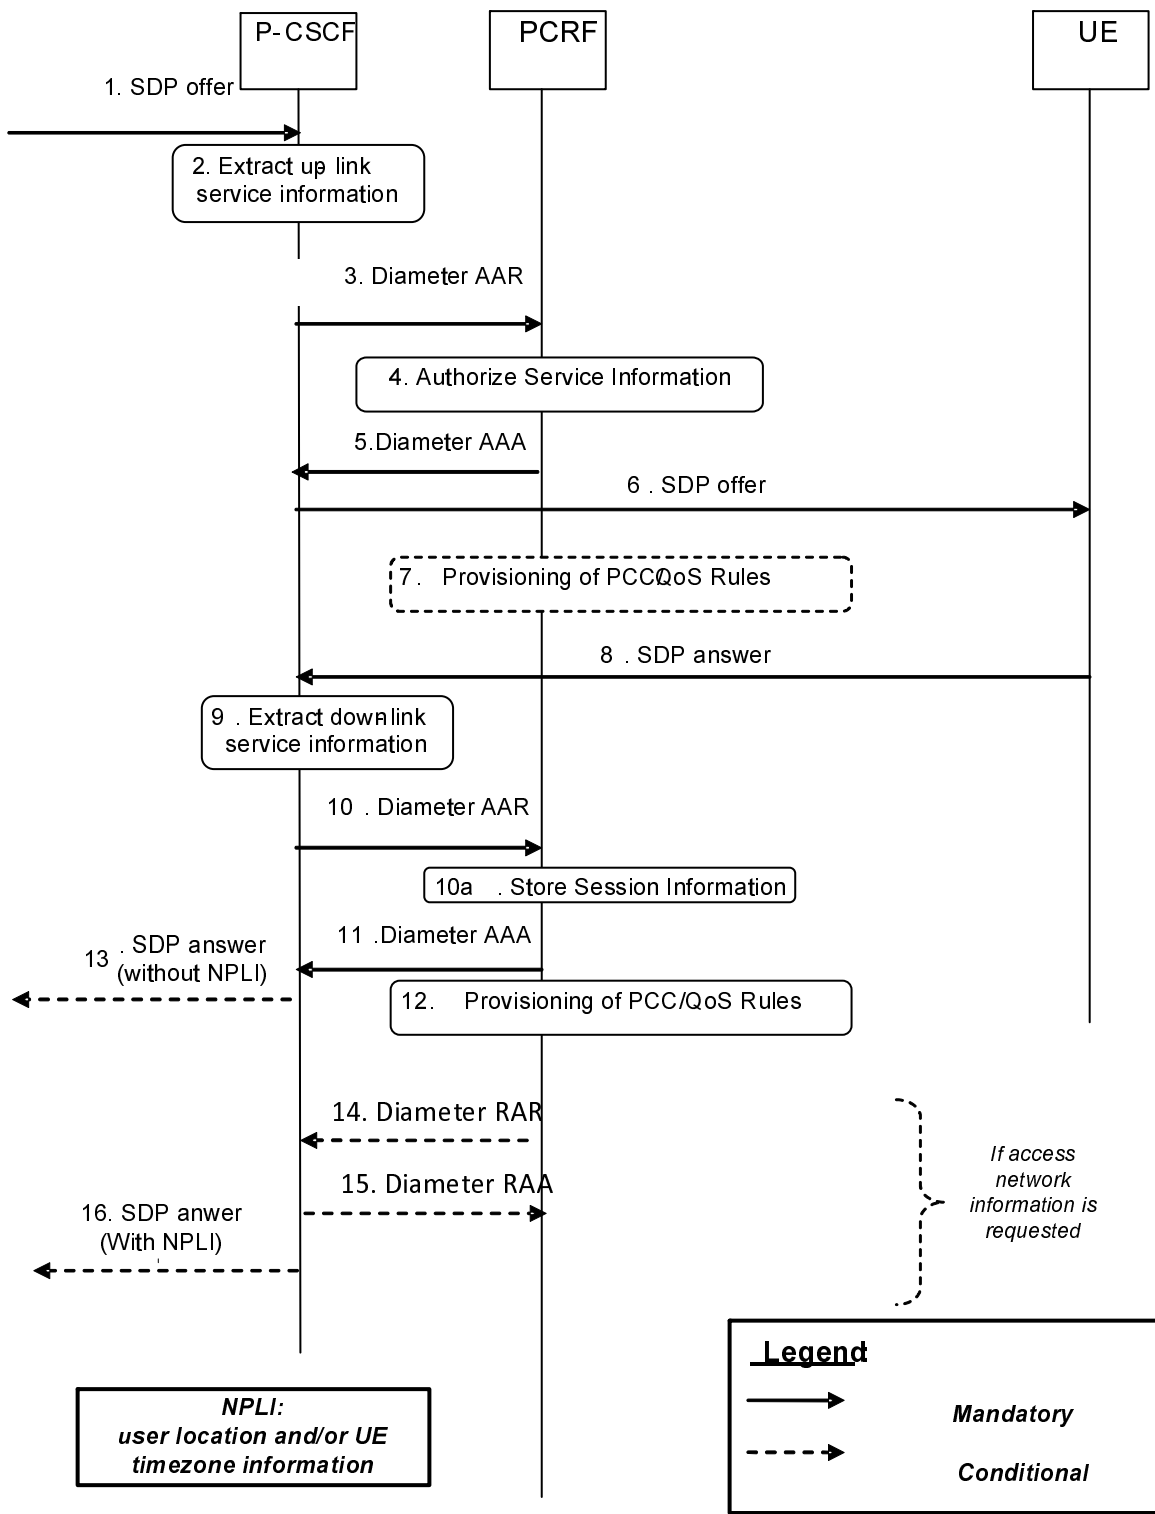 P-CSCF
PCRF
UE
1. SDP offer
2. Extract up-link
service information
3. Diameter AAR
4. Authorize Service Information
5.Diameter AAA
6 . SDP offer
7 . Provisioning of PCC/QoS Rules
8 . SDP answer
9 . Extract down-link
service information
10 . Diameter AAR
10a . Store Session Information
11 .Diameter AAA
13 . SDP answer
(without NPLI)
12. Provisioning of PCC/QoS Rules
14. Diameter RAR
15. Diameter RAA
16. SDP anwer
(With NPLI)
If access
network
information is
requested
Legend:
Mandatory
Conditional
NPLI:
user location and/or UE
timezone information